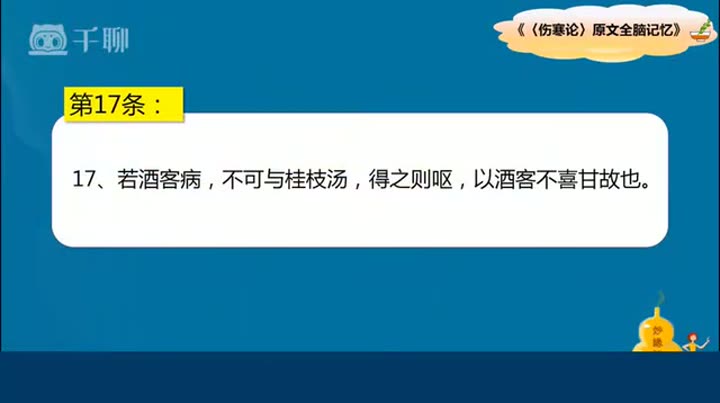 千聊
《〈伤寒论〉原文全脑记忆》
第17条：
17、若酒客病，不可与桂枝汤，得之则呕，以酒客不喜甘故也。
妙